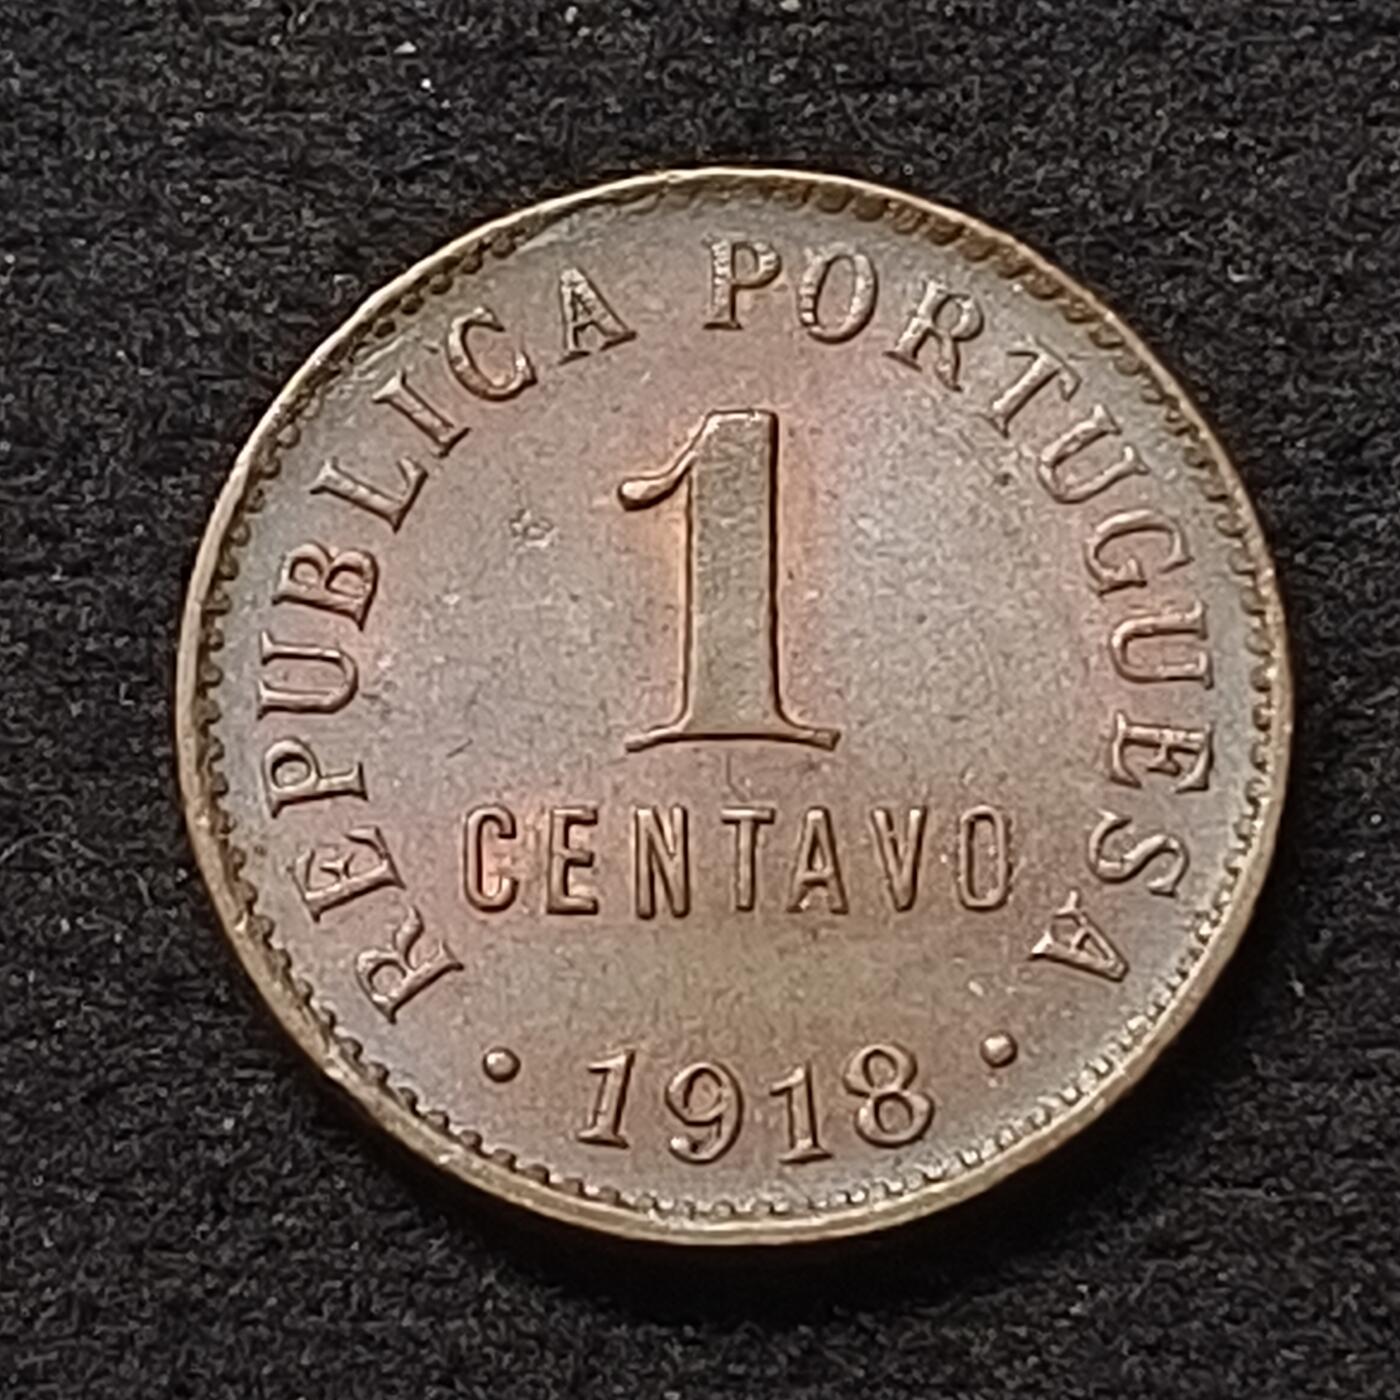 REPUBLICA PORTUGUESA
1
CENTAVO
• 1918 •